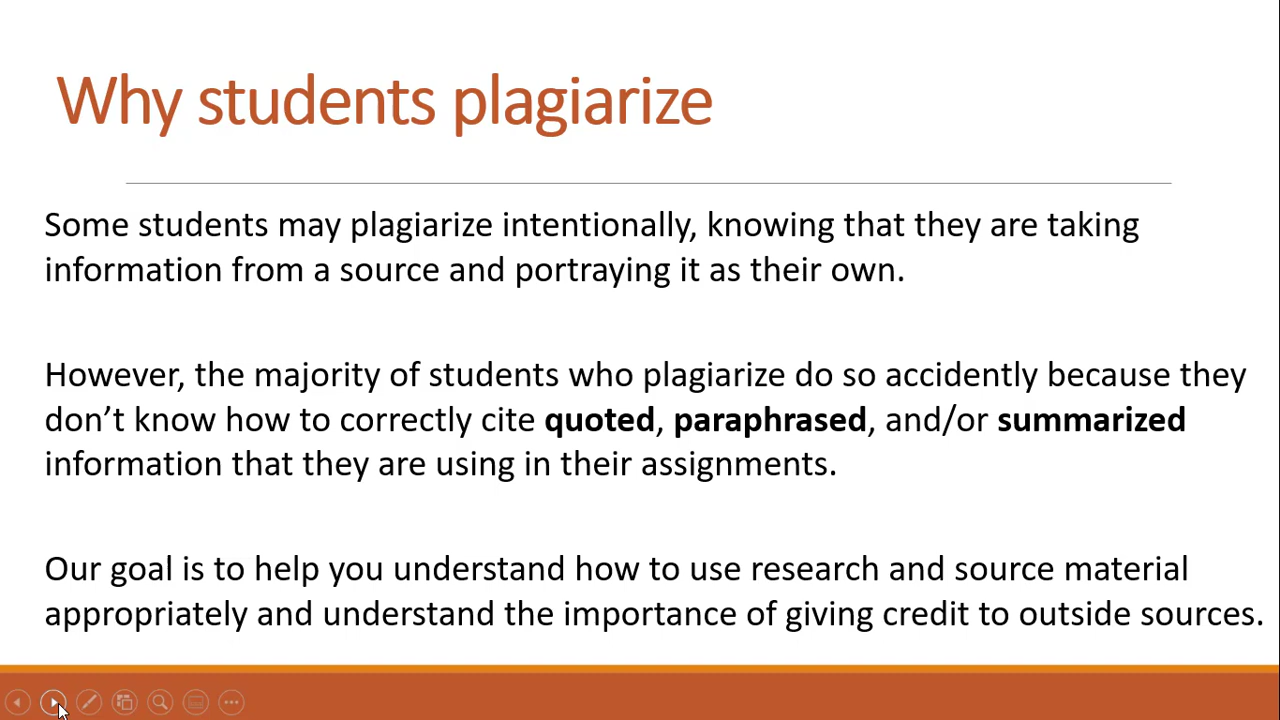 Why students plagiarize
Some students may plagiarize intentionally, knowing that they are taking
information from a source and portraying it as their own.
However, the majority of students who plagiarize do so accidently because they
don’t know how to correctly cite quoted, paraphrased, and/or summarized
information that they are using in their assignments.
Our goal is to help you understand how to use research and source material
appropriately and understand the importance of giving credit to outside sources.